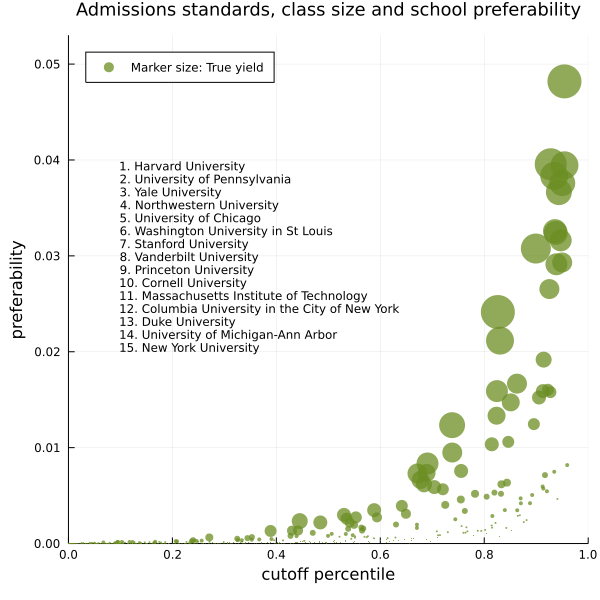 Admissions standards, class size and school preferability
0.05
Marker size: True yield
0.04
1. Harvard University
2. University of Pennsylvania
3. Yale University
4. Northwestern University
5. University of Chicago
6. Washington University in St Louis
7. Stanford University
8. Vanderbilt University
9. Princeton University
10. Cornell University
11. Massachusetts Institute of Technology
12. Columbia University in the City of New York
13. Duke University
14. University of Michigan-Ann Arbor
15. New York University
preferability
0.03
0.02
0.01
0.00
0.0 0.2 0.4 0.6 0.8 1.0
cutoff percentile